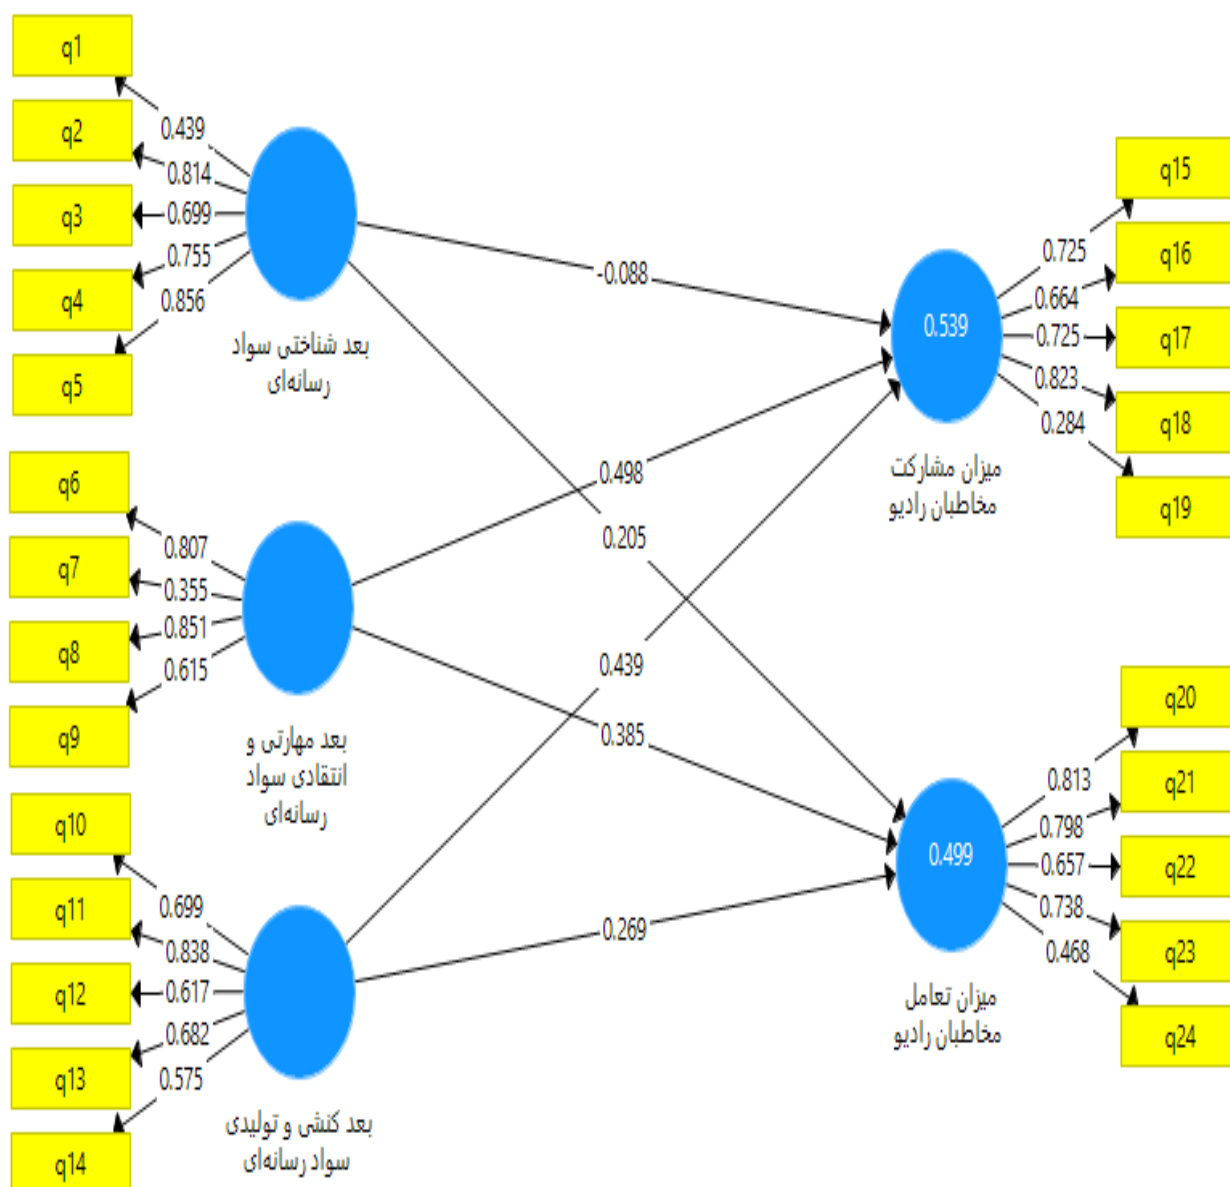 q1
q2
q3
q4
q5
0.439
0.814
0.699
0.755
0.856
بعد شناختی سواد
رسانه‌ای
q6
q7
q8
q9
0.807
0.355
0.851
0.615
بعد مهارتی و
انتقادی سواد
رسانه‌ای
q10
q11
q12
q13
q14
0.699
0.838
0.617
0.682
0.575
بعد کنشی و تولیدی
سواد رسانه‌ای
-0.088
0.498
0.205
0.439
0.385
0.269
0.539
میزان مشارکت
مخاطبان رادیو
0.725
0.664
0.725
0.823
0.284
q15
q16
q17
q18
q19
0.499
میزان تعامل
مخاطبان رادیو
0.813
0.798
0.657
0.738
0.468
q20
q21
q22
q23
q24